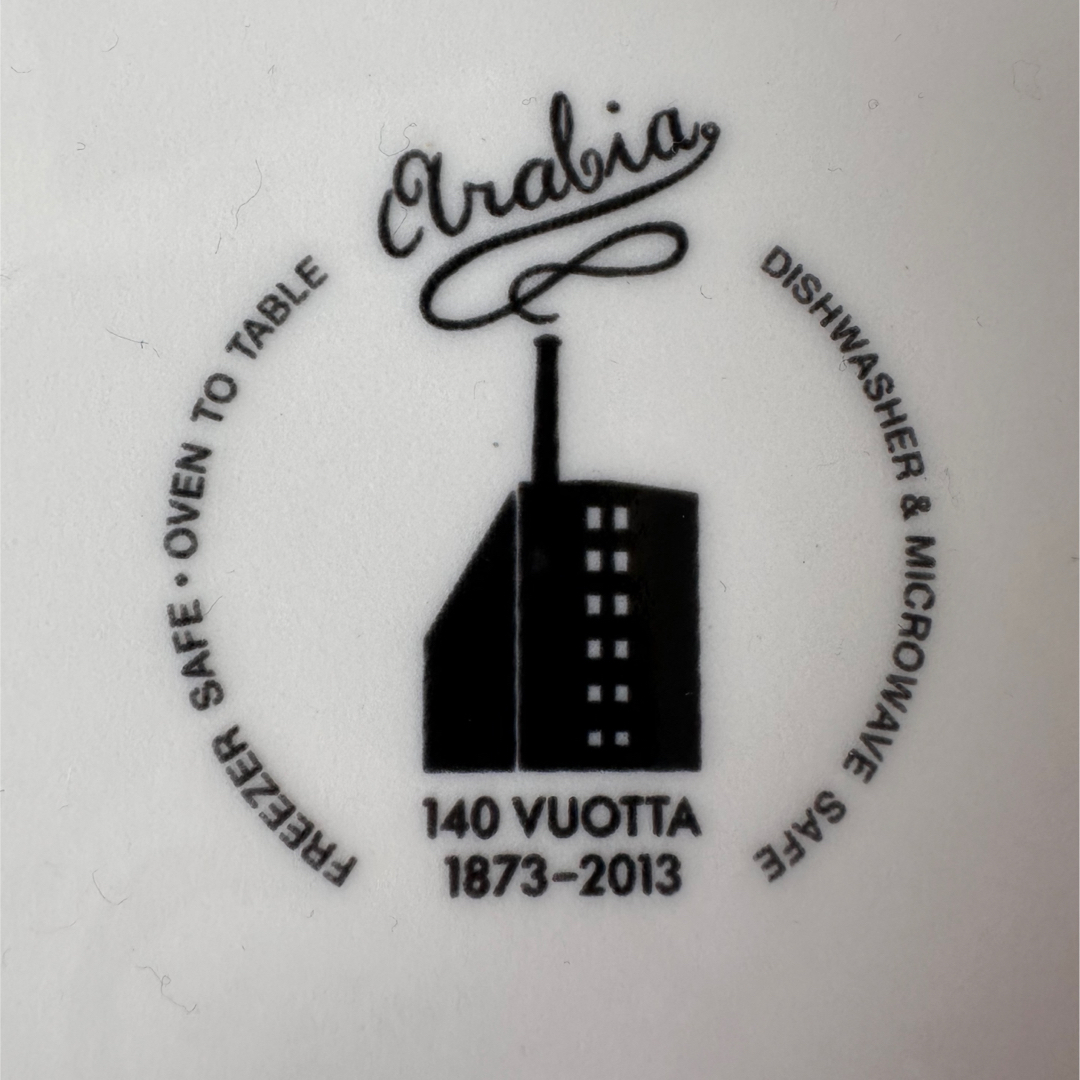 Arabia
FREEZER SAFE • OVEN TO TABLE
DISHWASHER & MICROWAVE SAFE
140 VUOTTA
1873–2013